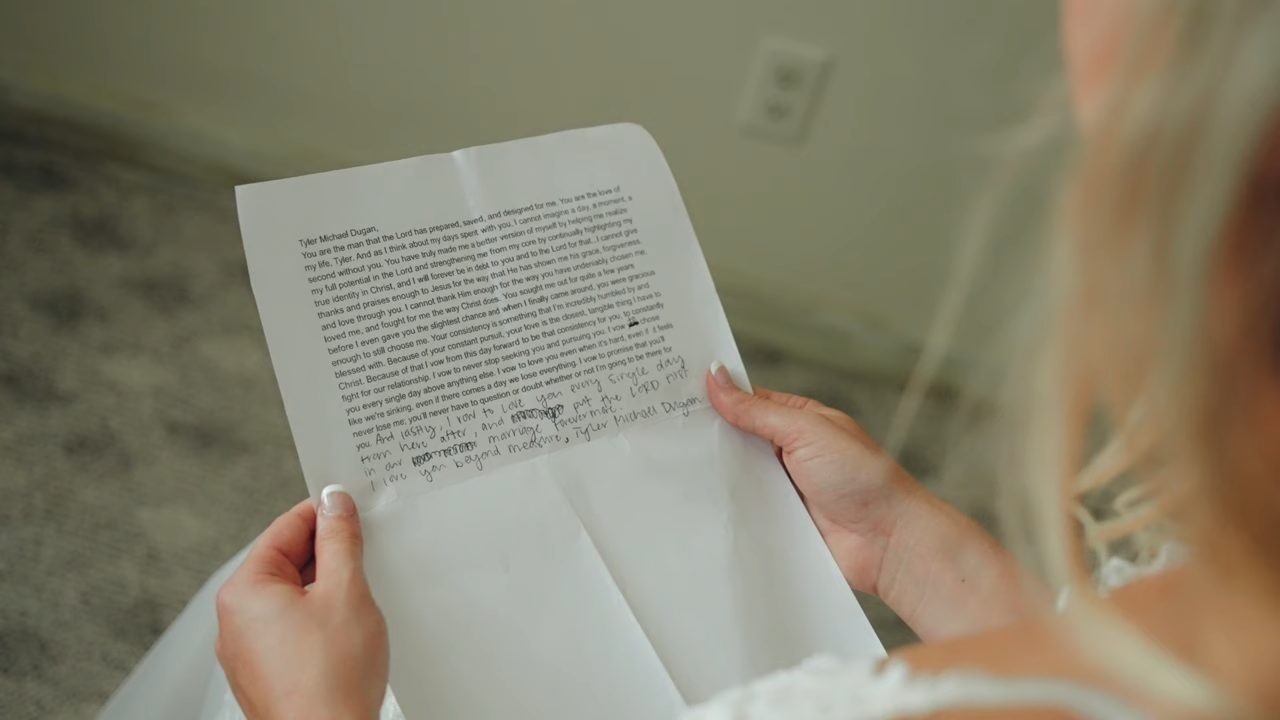 Tyler Michael Dugan,
You are the man that the Lord has prepared, saved, and designed for me. You are the love of
my life, Tyler. And as I think about my days spent with you, I cannot imagine a day, a moment, a
second without you. You have truly made me a better version of myself by helping me realize
my full potential in the Lord and strengthening me from my core by continually highlighting my
true identity in Christ, and I will forever be in debt to you and to the Lord for that. I cannot give
thanks and praises enough to Jesus for the way that He has shown me his grace, forgiveness,
and love through you. I cannot thank Him enough for the way you have undeniably chosen me,
loved me, and fought for me the way Christ does. You sought me out for quite a few years
before I even gave you the slightest chance and when I finally came around, you were gracious
enough to still choose me. Your consistency is something that I'm incredibly humbled by and
blessed with. Because of your constant pursuit, your love is the closest, tangible thing I have to
Christ. Because of that I vow from this day forward to be that consistency for you, to constantly
fight for our relationship. I vow to never stop seeking you and pursuing you. I vow to chose
you every single day above anything else. I vow to love you even when it's hard, even if it feels
like we're sinking, even if there comes a day we lose everything. I vow to promise that you'll
never lose me; you'll never have to question or doubt whether or not I'm going to be there for
you. And lastly, I vow to love you every single day
from here after, and put the LORD first
in our marriage forevermore.
I love you beyond measure, Tyler Michael Dugan